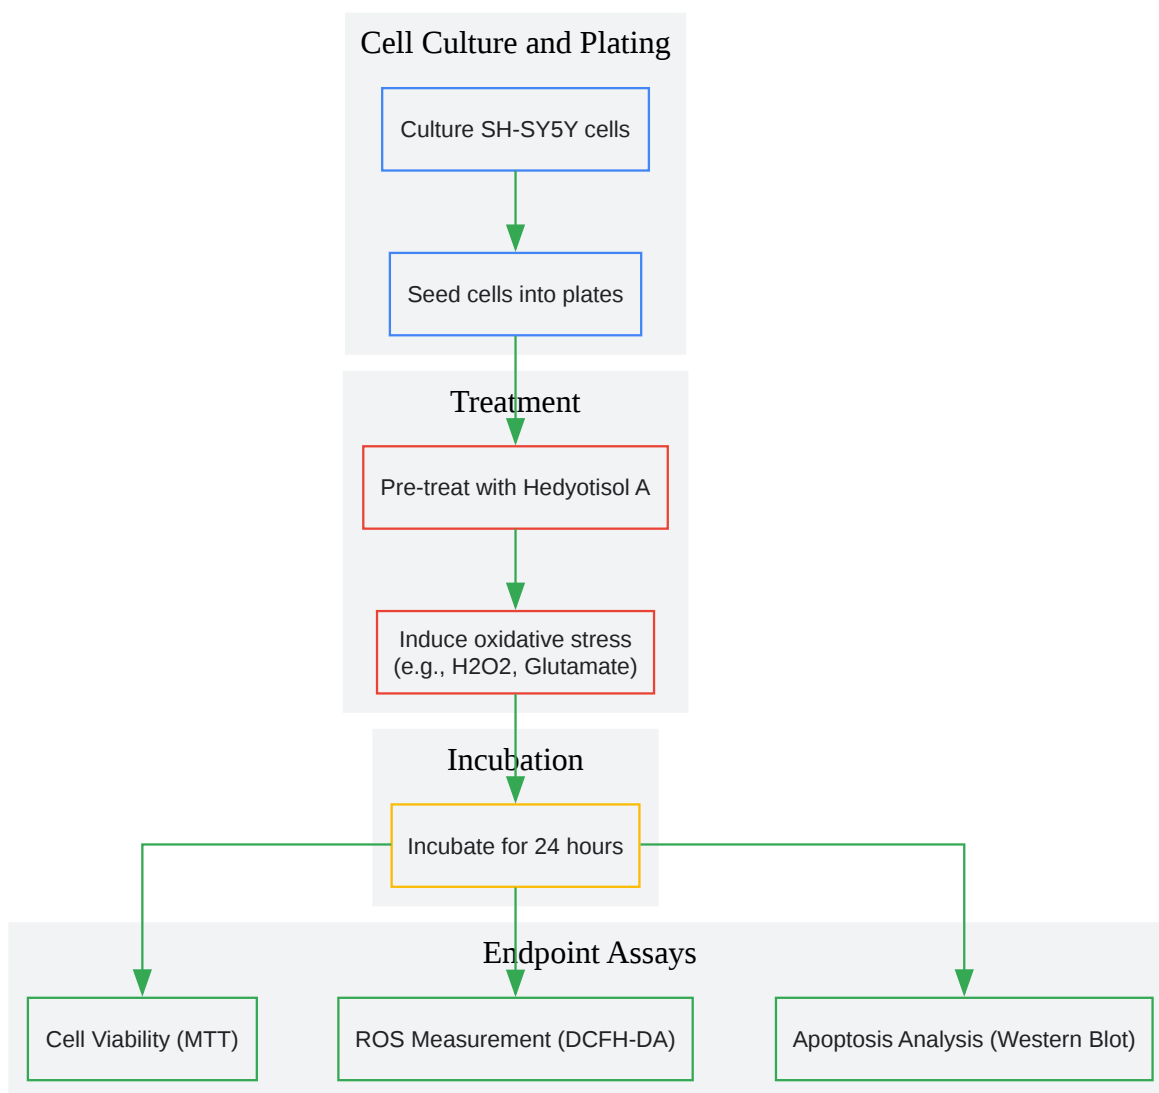 Cell Culture and Plating
Culture SH-SY5Y cells
Seed cells into plates
Treatment
Pre-treat with Hedyotisol A
Induce oxidative stress
(e.g., H2O2, Glutamate)
Incubation
Incubate for 24 hours
Endpoint Assays
Cell Viability (MTT)
ROS Measurement (DCFH-DA)
Apoptosis Analysis (Western Blot)